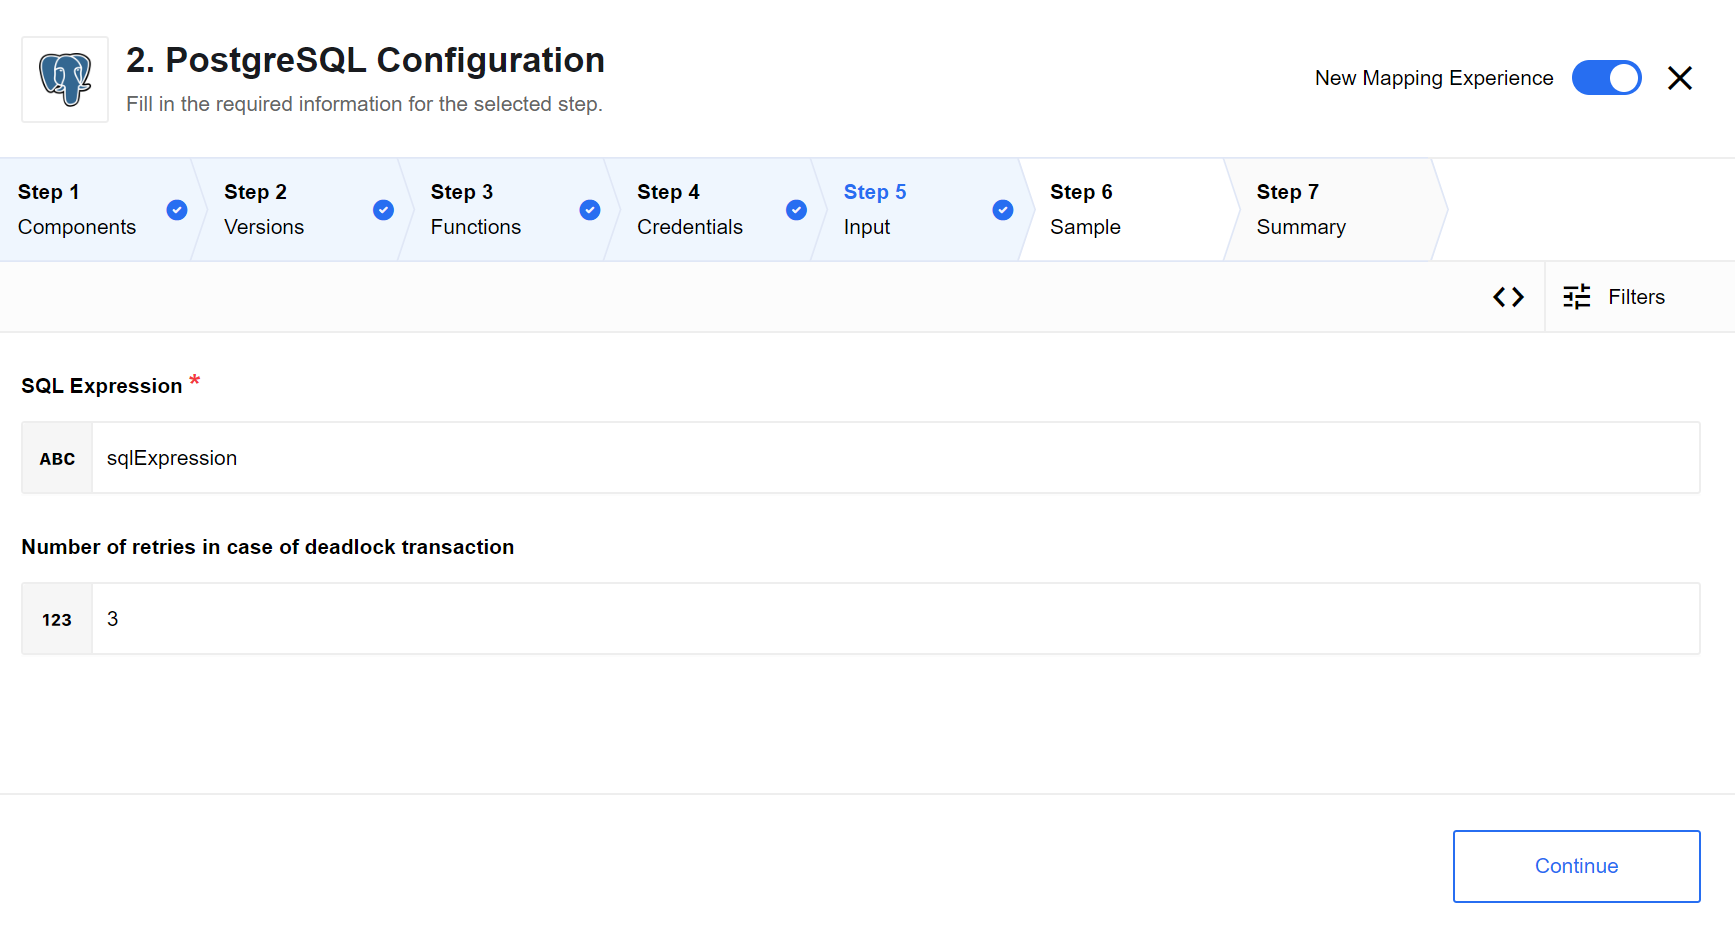 2. PostgreSQL Configuration
Fill in the required information for the selected step.
New Mapping Experience
Step 1
Components
Step 2
Versions
Step 3
Functions
Step 4
Credentials
Step 5
Input
Step 6
Sample
Step 7
Summary
<> Filters
SQL Expression *
ABC sqlExpression
Number of retries in case of deadlock transaction
123 3
Continue